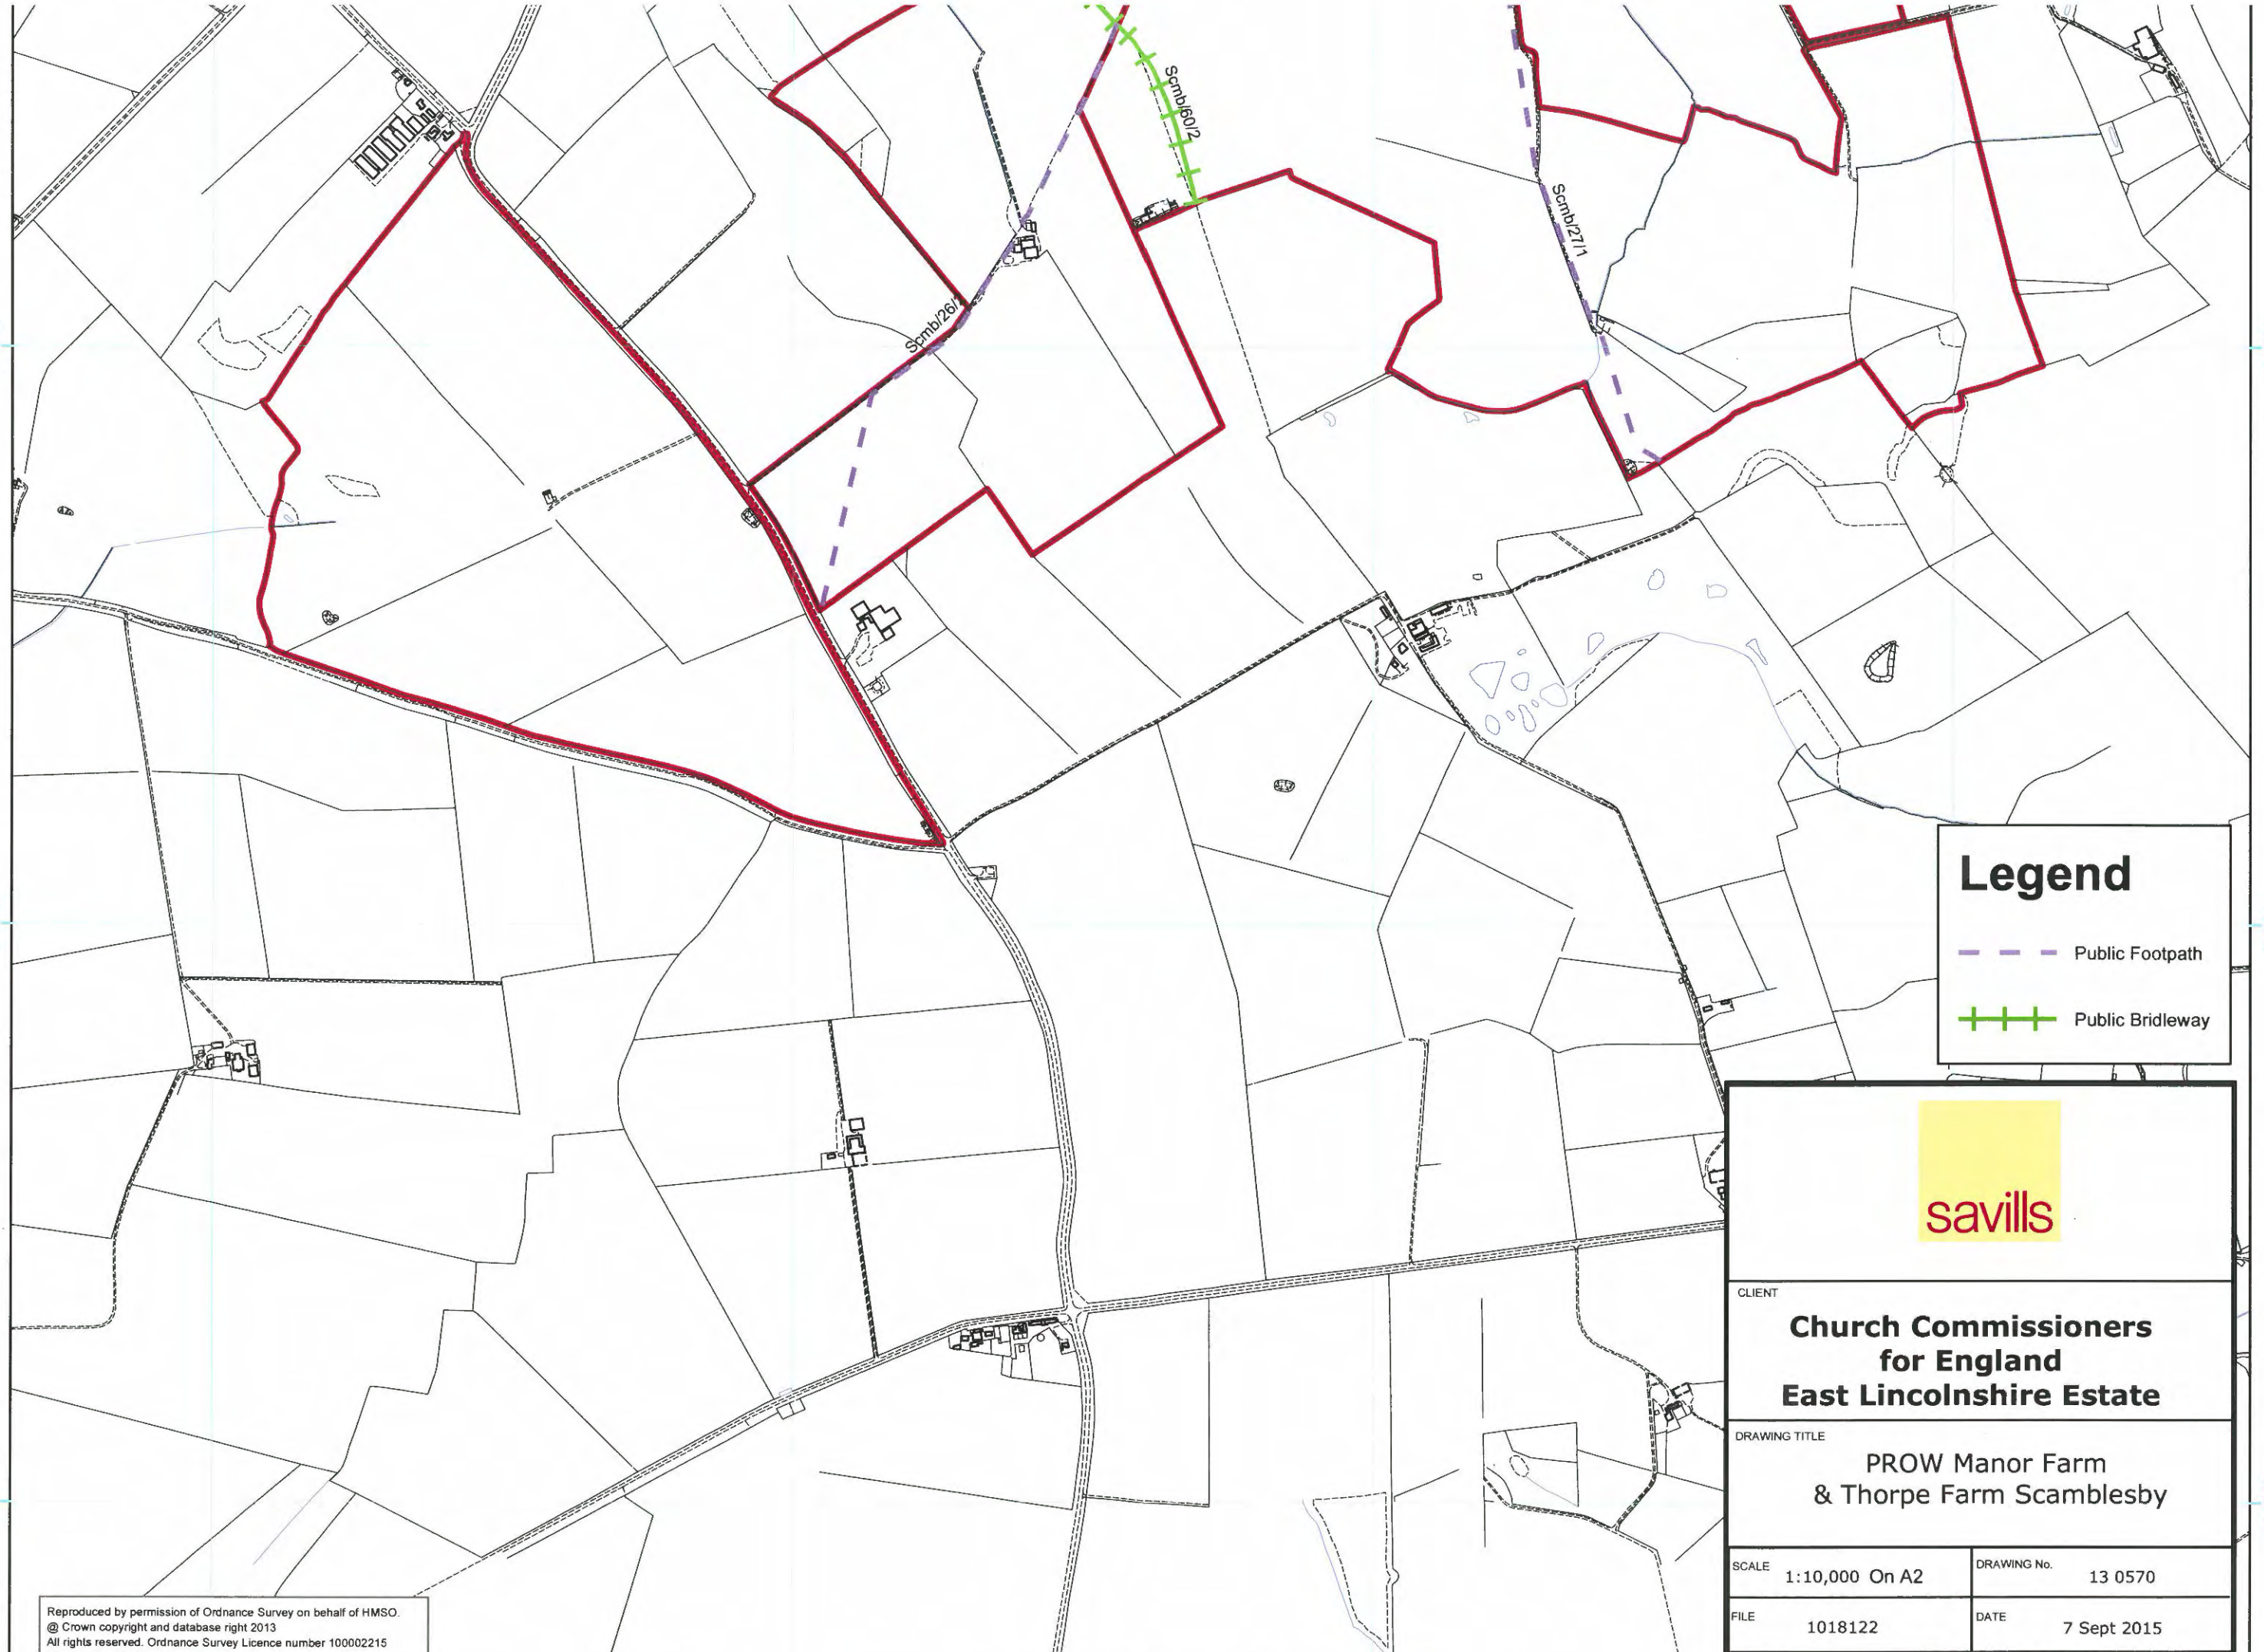 Scmb/60/2
Scmb/27/1
Scmb/26/
Legend
Public Footpath
Public Bridleway
savills
CLIENT
Church Commissioners
for England
East Lincolnshire Estate
DRAWING TITLE
PROW Manor Farm
& Thorpe Farm Scamblesby
SCALE 1:10,000 On A2
DRAWING No. 13 0570
FILE 1018122
DATE 7 Sept 2015
Reproduced by permission of Ordnance Survey on behalf of HMSO.
@ Crown copyright and database right 2013
All rights reserved. Ordnance Survey Licence number 100002215